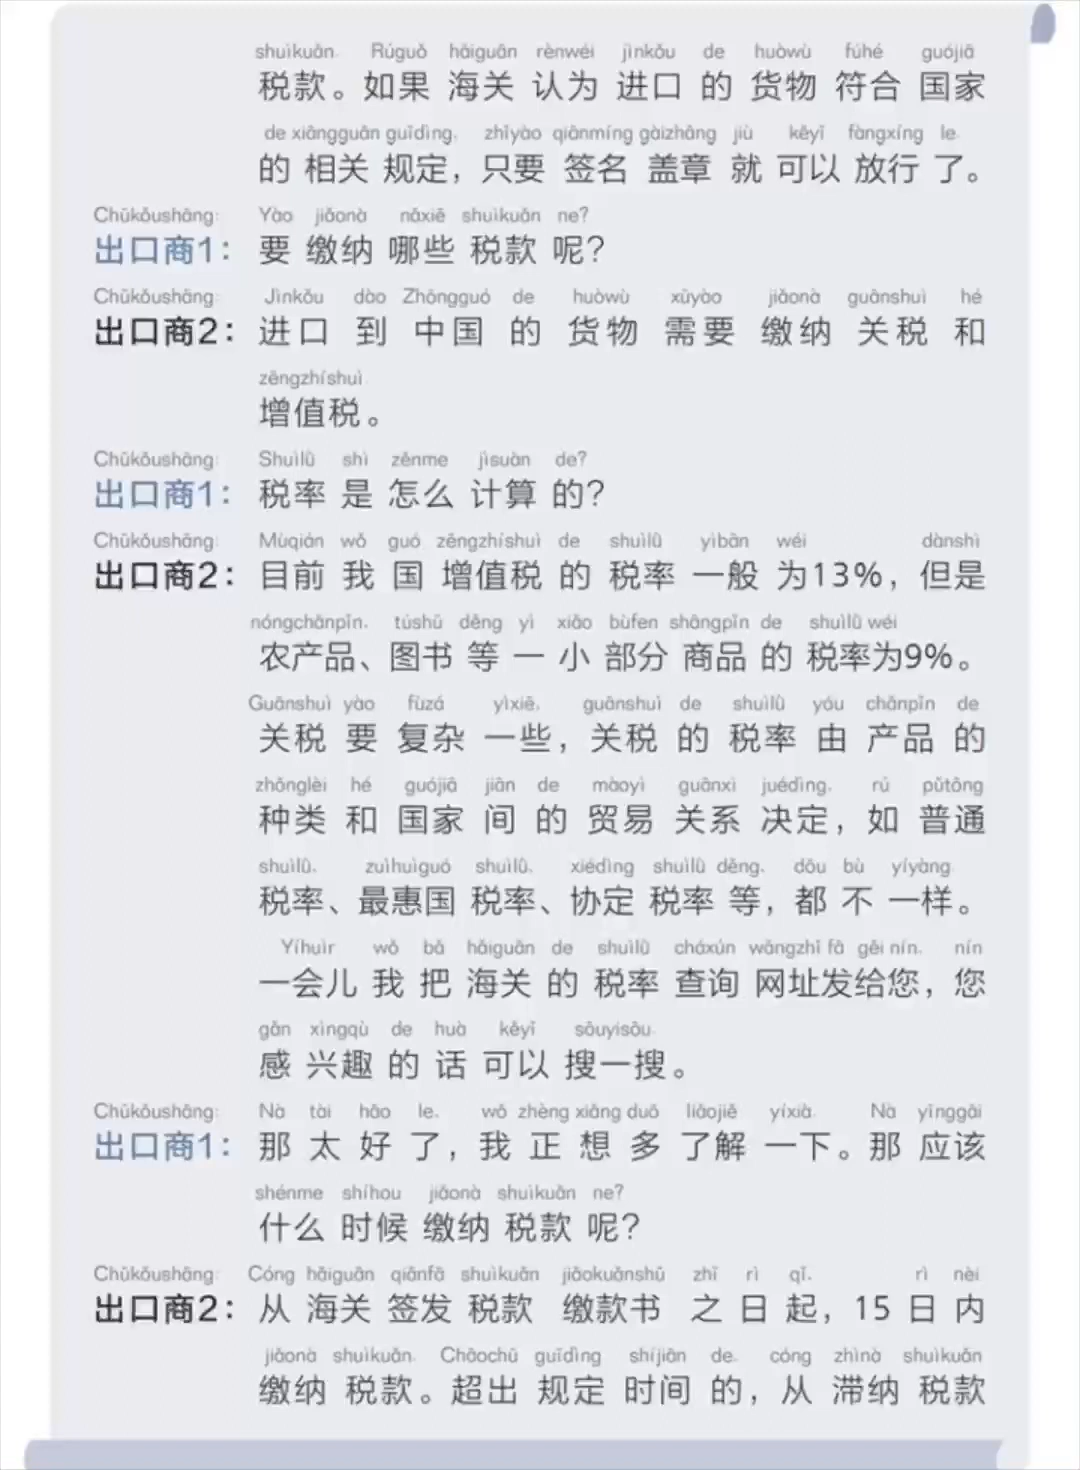 shuìkuǎn. Rúguǒ hǎiguān rènwéi jìnkǒu de huòwù fúhé guójiā
税款。如果 海关 认为 进口 的 货物 符合 国家
de xiāngguān guīdìng, zhǐyào qiānmíng gàizhāng jiù kěyǐ fàngxíng le.
的 相关 规定，只要 签名 盖章 就 可以 放行 了。
Chūkǒushāng: Yào jiǎonà nǎxiē shuìkuǎn ne?
出口商1：要 缴纳 哪些 税款 呢？
Chūkǒushāng: Jìnkǒu dào Zhōngguó de huòwù xūyào jiǎonà guānshuì hé
出口商2：进口 到 中国 的 货物 需要 缴纳 关税 和
zēngzhíshuì
增值税。
Chūkǒushāng: Shuìlǜ shì zěnme jìsuàn de?
出口商1：税率 是 怎么 计算 的？
Chūkǒushāng: Mùqián wǒ guó zēngzhíshuì de shuìlǜ yìbān wéi dànshì
出口商2：目前 我 国 增值税 的 税率 一般 为13%，但是
nóngchǎnpǐn, túshū děng yì xiǎo bùfen shāngpǐn de shuìlǜ wéi
农产品、图书 等 一 小 部分 商品 的 税率为9%。
Guānshuì yào fùzá yìxiē, guānshuì de shuìlǜ yóu chǎnpǐn de
关税 要 复杂 一些，关税 的 税率 由 产品 的
zhǒnglèi hé guójiā jiān de màoyì guānxì juédìng, rú pǔtōng
种类 和 国家 间 的 贸易 关系 决定，如 普通
shuìlǜ, zuìhuìguó shuìlǜ, xiédìng shuìlǜ děng, dōu bù yíyàng.
税率、最惠国 税率、协定 税率 等，都 不 一样。
Yíhuìr wǒ bǎ hǎiguān de shuìlǜ cháxún wǎngzhǐ fā gěi nín, nín
一会儿 我 把 海关 的 税率 查询 网址发给您，您
gǎn xìngqù de huà kěyǐ sōuyisōu.
感 兴趣 的 话 可以 搜一搜。
Chūkǒushāng: Nà tài hǎo le, wǒ zhèng xiǎng duō liǎojiě yíxià. Nà yīnggāi
出口商1：那 太 好 了，我 正 想 多 了解 一下。那 应该
shénme shíhou jiǎonà shuìkuǎn ne?
什么 时候 缴纳 税款 呢？
Chūkǒushāng: Cóng hǎiguān qiānfā shuìkuǎn jiǎokuǎnshū zhī rì qǐ, rì nèi
出口商2：从 海关 签发 税款 缴款书 之 日 起，15 日 内
jiǎonà shuìkuǎn. Chāochū guīdìng shíjiān de, cóng zhìnà shuìkuǎn
缴纳 税款。超出 规定 时间 的，从 滞纳 税款